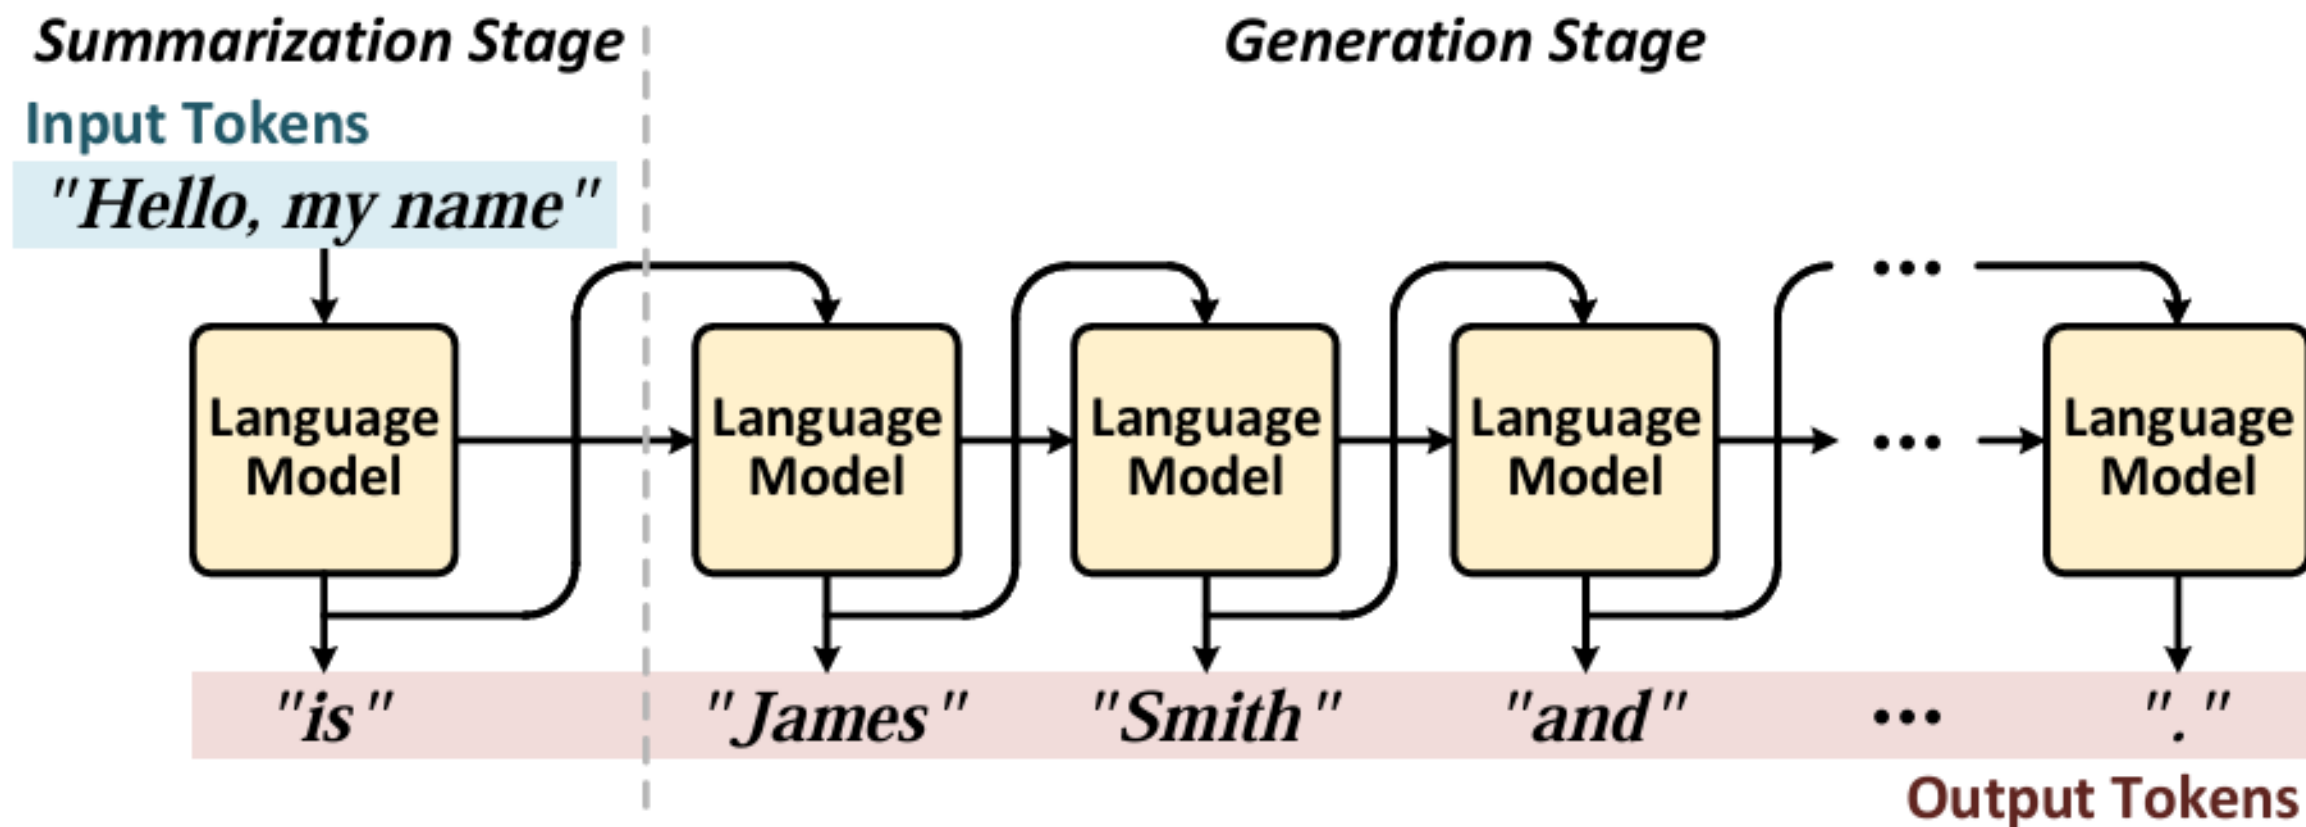 Summarization Stage
Generation Stage
Input Tokens
"Hello, my name"
•••
Language Model
Language Model
Language Model
Language Model
•••
Language Model
"is" "James" "Smith" "and" ••• "."
Output Tokens